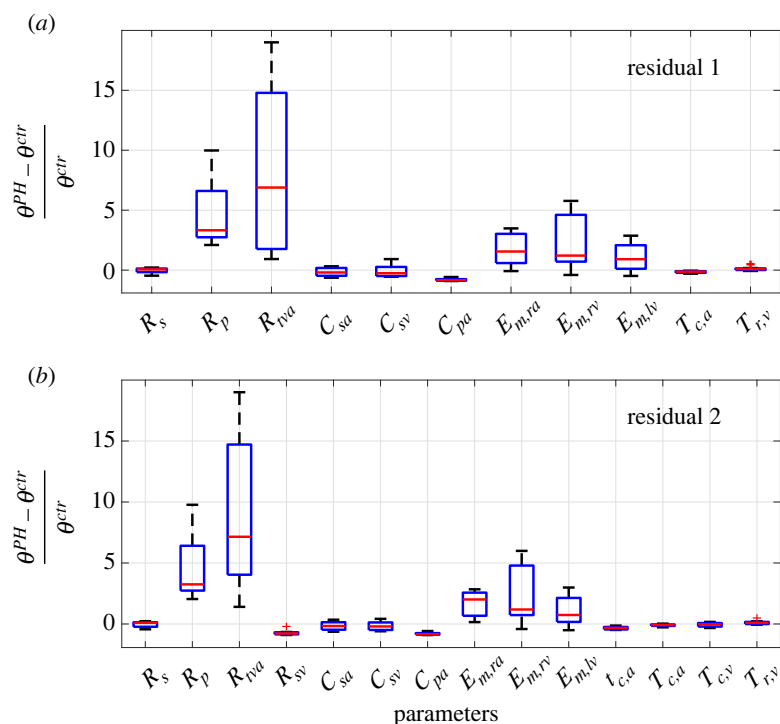 (a)
residual 1
θ^PH – θ^ctr
θ^ctr
15
10
5
0
R_s R_p R_tva C_sa C_sv C_pa E_m,ra E_m,rv E_m,lv T_c,a T_r,v
(b)
residual 2
θ^PH – θ^ctr
θ^ctr
15
10
5
0
R_s R_p R_tva R_sv C_sa C_sv C_pa E_m,ra E_m,rv E_m,lv t_c,a T_c,a T_c,v T_r,v
parameters